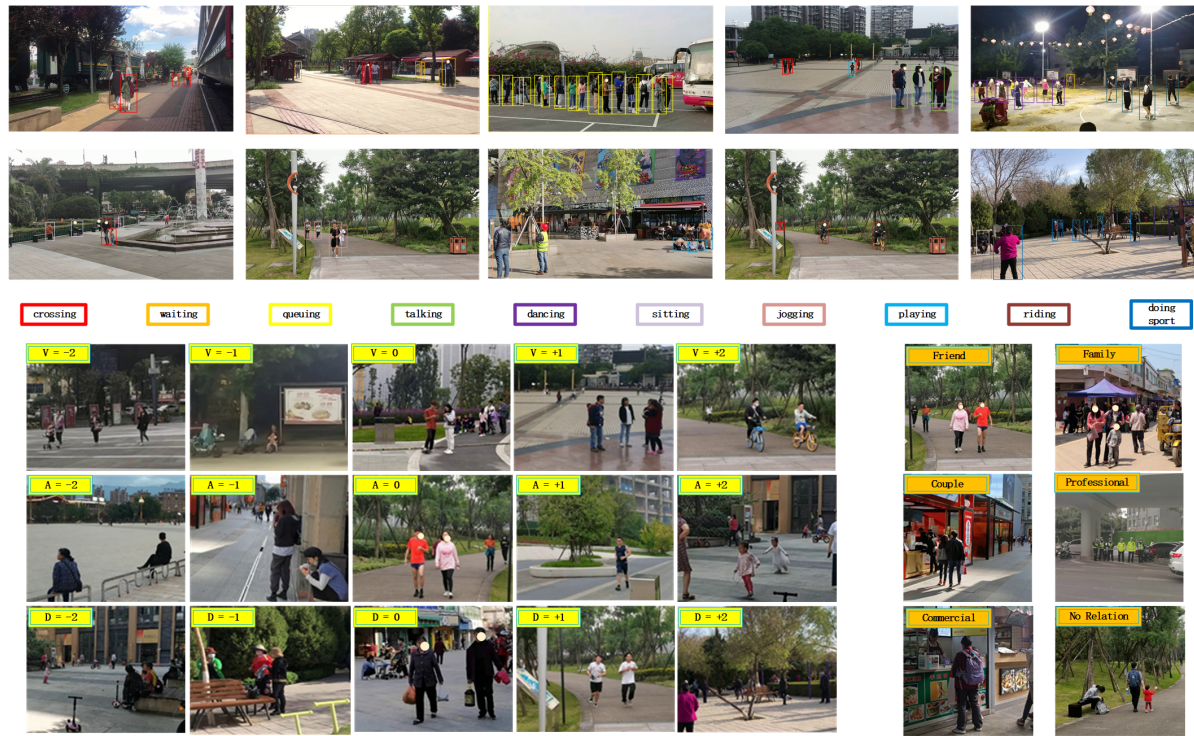 crossing
waiting
queuing
talking
dancing
sitting
jogging
playing
riding
doing
sport
V = -2
V = -1
V = 0
V = +1
V = +2
Friend
Family
A = -2
A = -1
A = 0
A = +1
A = +2
Couple
Professional
D = -2
D = -1
D = 0
D = +1
D = +2
Commercial
No Relation